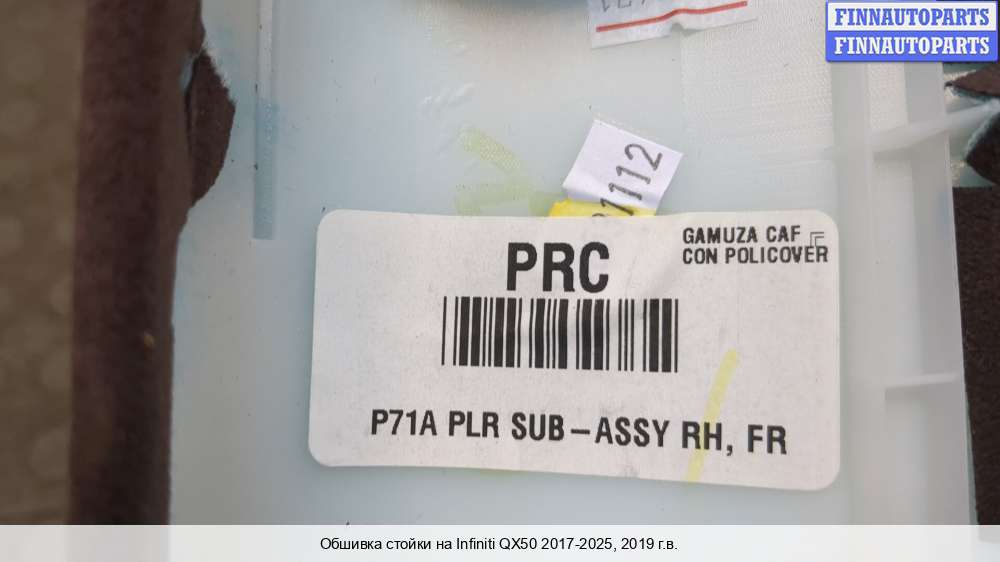 FINNAUTOPARTS
FINNAUTOPARTS
1112
PRC
GAMUZA CAF
CON POLICOVER
P71A PLR SUB-ASSY RH, FR
Обшивка стойки на Infiniti QX50 2017-2025, 2019 г.в.